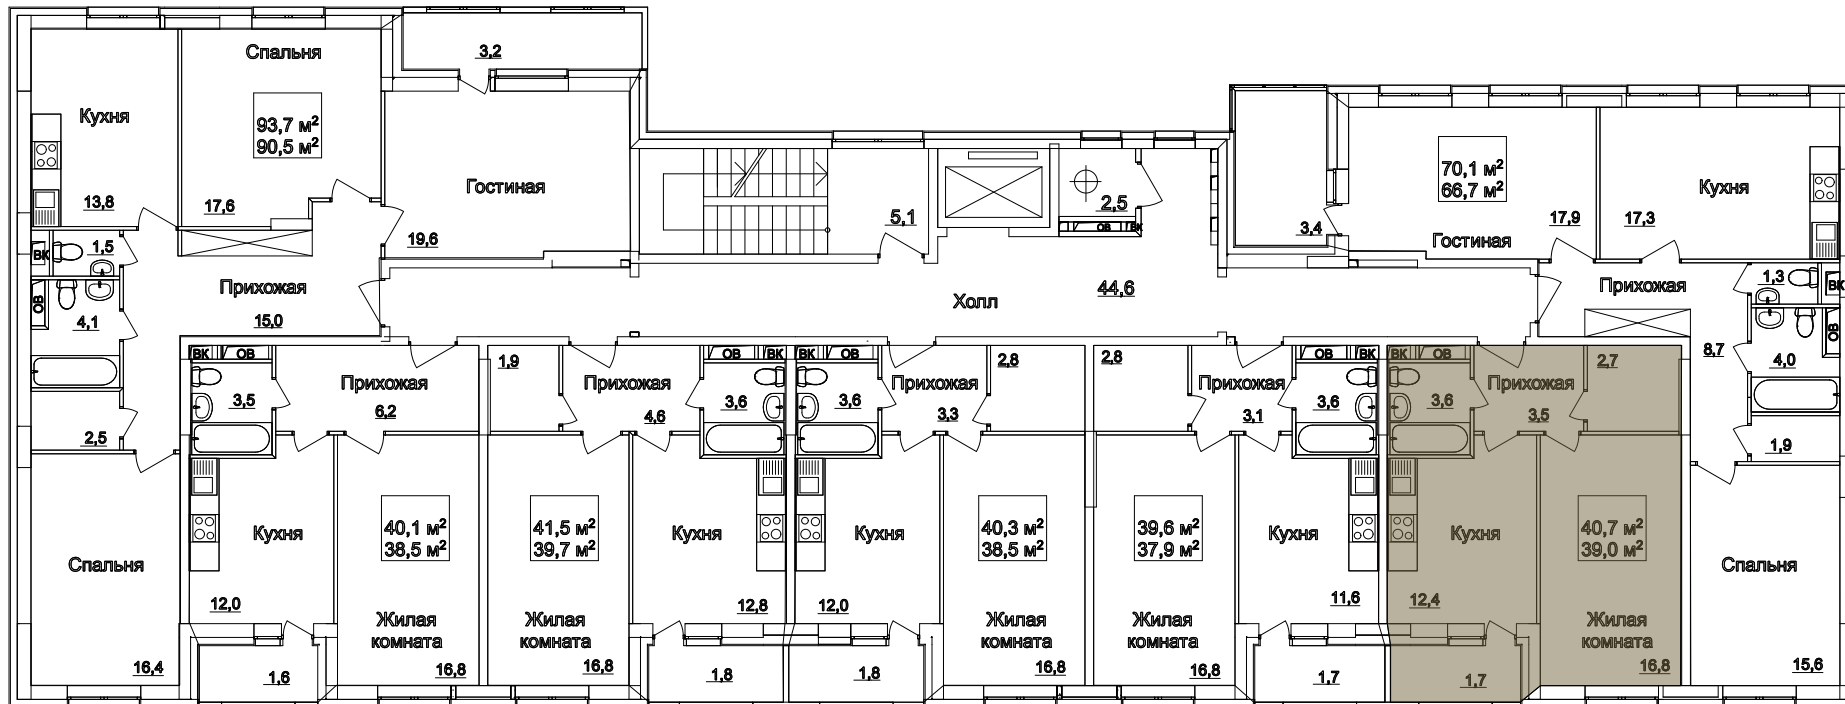 Спальня
3,2
Кухня
93,7 м²
90,5 м²
13,8
17,6
Гостиная
19,6
5,1
2,5
ОВ
ВК
3,4
70,1 м²
66,7 м²
17,9
Гостиная
Кухня
17,3
ВК
1,5
ОВ
4,1
Прихожая
15,0
2,5
Холл
44,6
Прихожая
1,3
ВК
ОВ
8,7
4,0
1,9
ВК
ОВ
3,5
Прихожая
6,2
1,9
Прихожая
4,6
ОВ
ВК
3,6
ВК
ОВ
3,6
Прихожая
3,3
2,8
2,8
Прихожая
3,1
ОВ
ВК
3,6
ВК
ОВ
3,6
Прихожая
3,5
2,7
Спальня
16,4
Кухня
12,0
1,6
40,1 м²
38,5 м²
Жилая
комната
16,8
41,5 м²
39,7 м²
Жилая
комната
16,8
Кухня
12,8
1,8
Кухня
12,0
1,8
40,3 м²
38,5 м²
Жилая
комната
16,8
39,6 м²
37,9 м²
Жилая
комната
16,8
Кухня
11,6
1,7
Кухня
12,4
1,7
40,7 м²
39,0 м²
Жилая
комната
16,8
Спальня
15,6